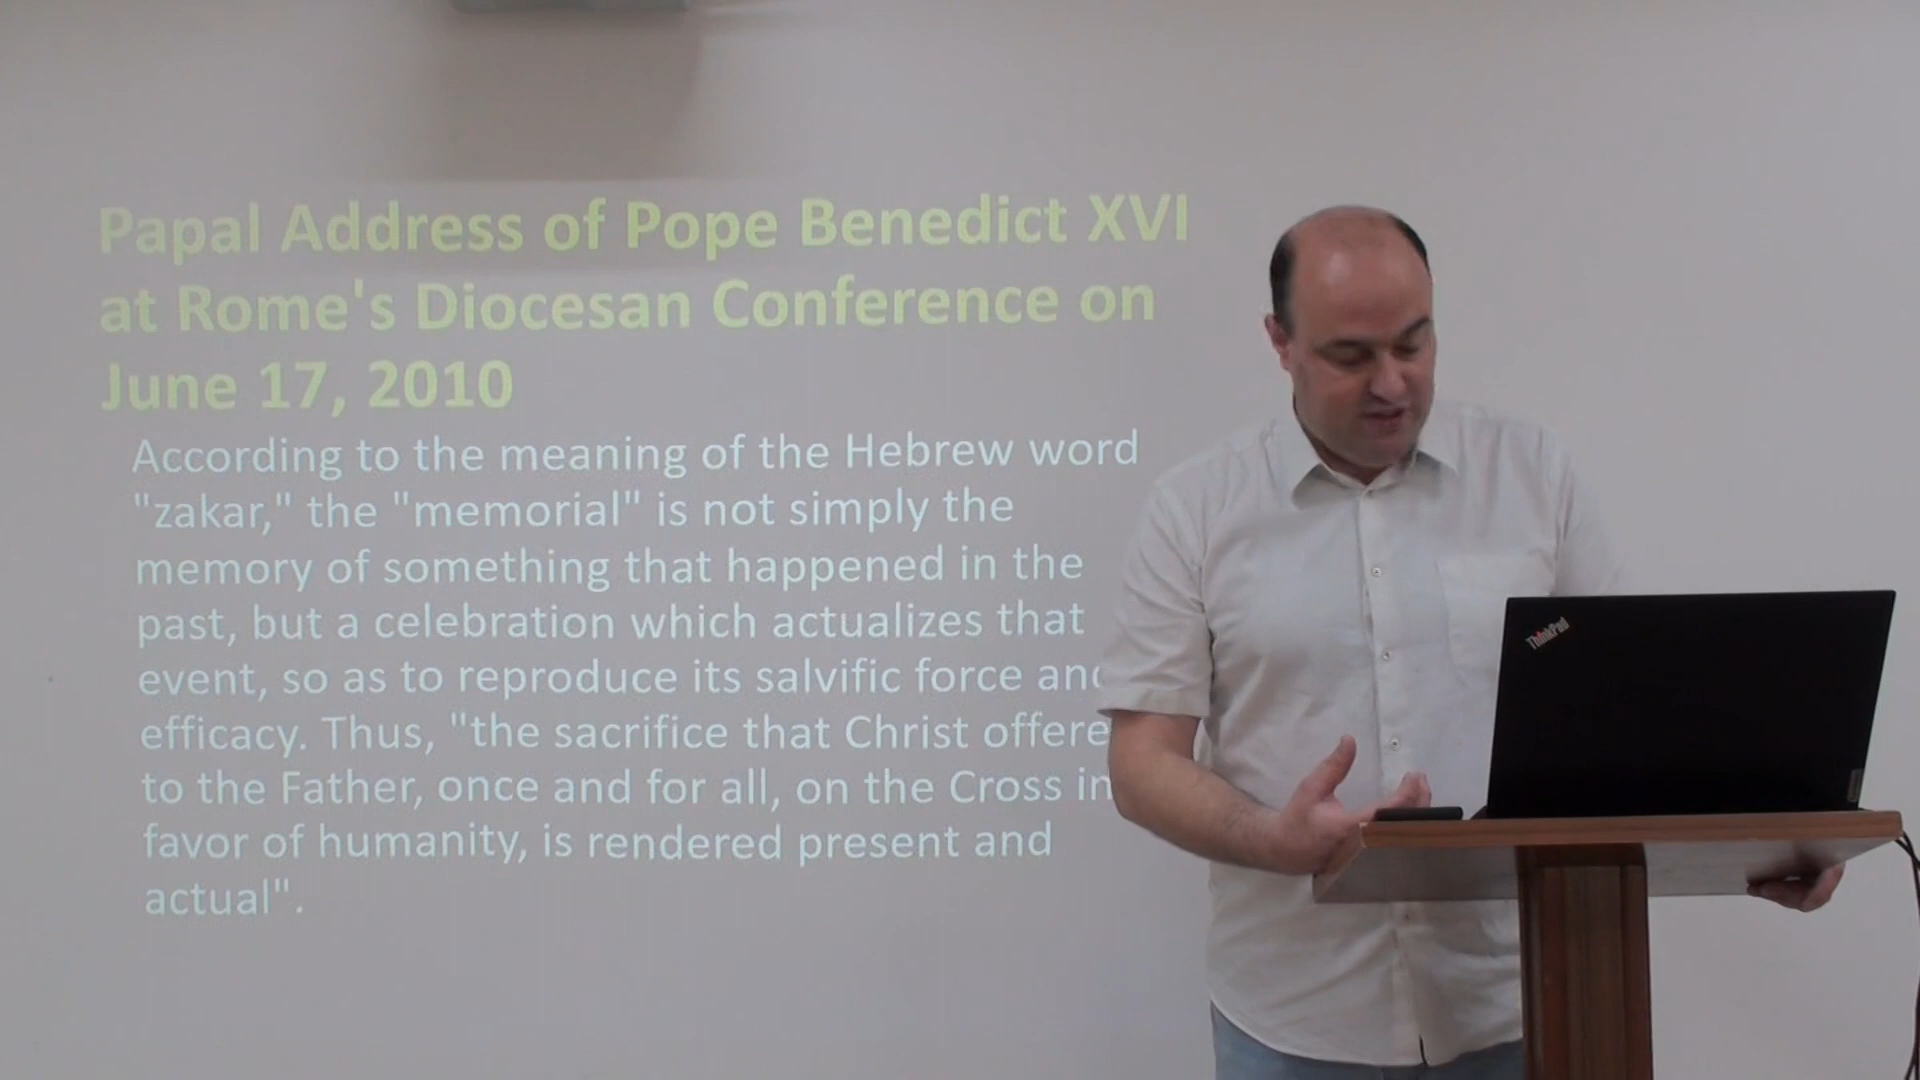 Papal Address of Pope Benedict XVI
at Rome's Diocesan Conference on
June 17, 2010
According to the meaning of the Hebrew word
"zakar," the "memorial" is not simply the
memory of something that happened in the
past, but a celebration which actualizes that
event, so as to reproduce its salvific force and
efficacy. Thus, "the sacrifice that Christ offere
to the Father, once and for all, on the Cross in
favor of humanity, is rendered present and
actual".
ThinkPad